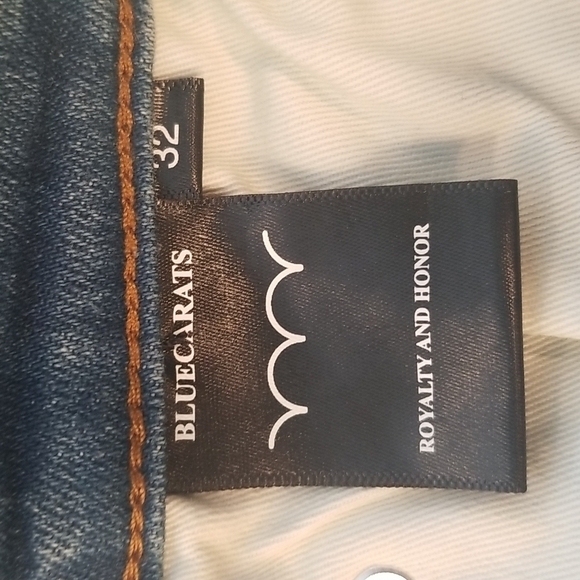 32
BLUECARATS
ROYALTY AND HONOR